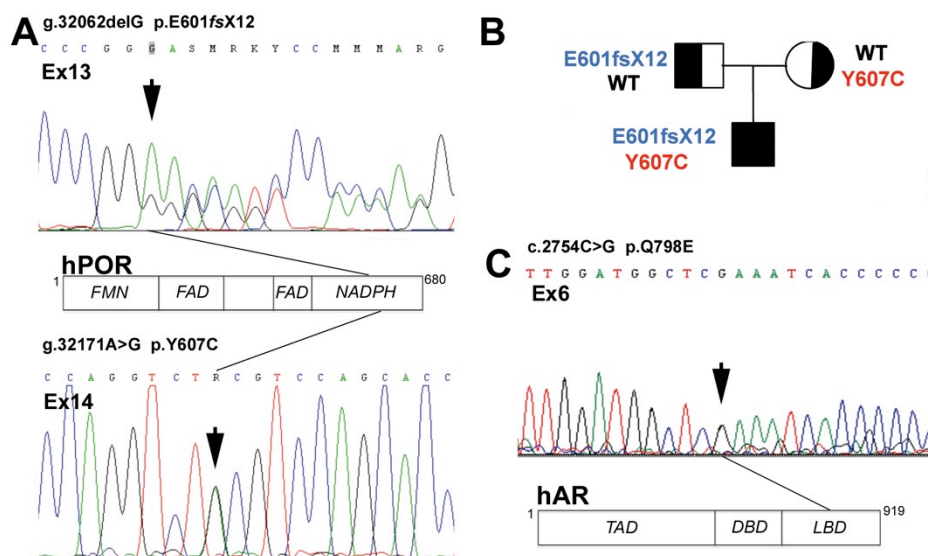 A
g.32062delG p.E601fsX12
C C C G G G A S M R K Y C C M M M A R G
Ex13
hPOR
1
FMN
FAD
FAD
NADPH
680
g.32171A>G p.Y607C
C C A G G T C T R C G T C C A G C A C C
Ex14
B
E601fsX12
WT
WT
Y607C
E601fsX12
Y607C
C
c.2754C>G p.Q798E
T T G G A T G G C T C G A A A T C A C C C C C
Ex6
hAR
1
TAD
DBD
LBD
919